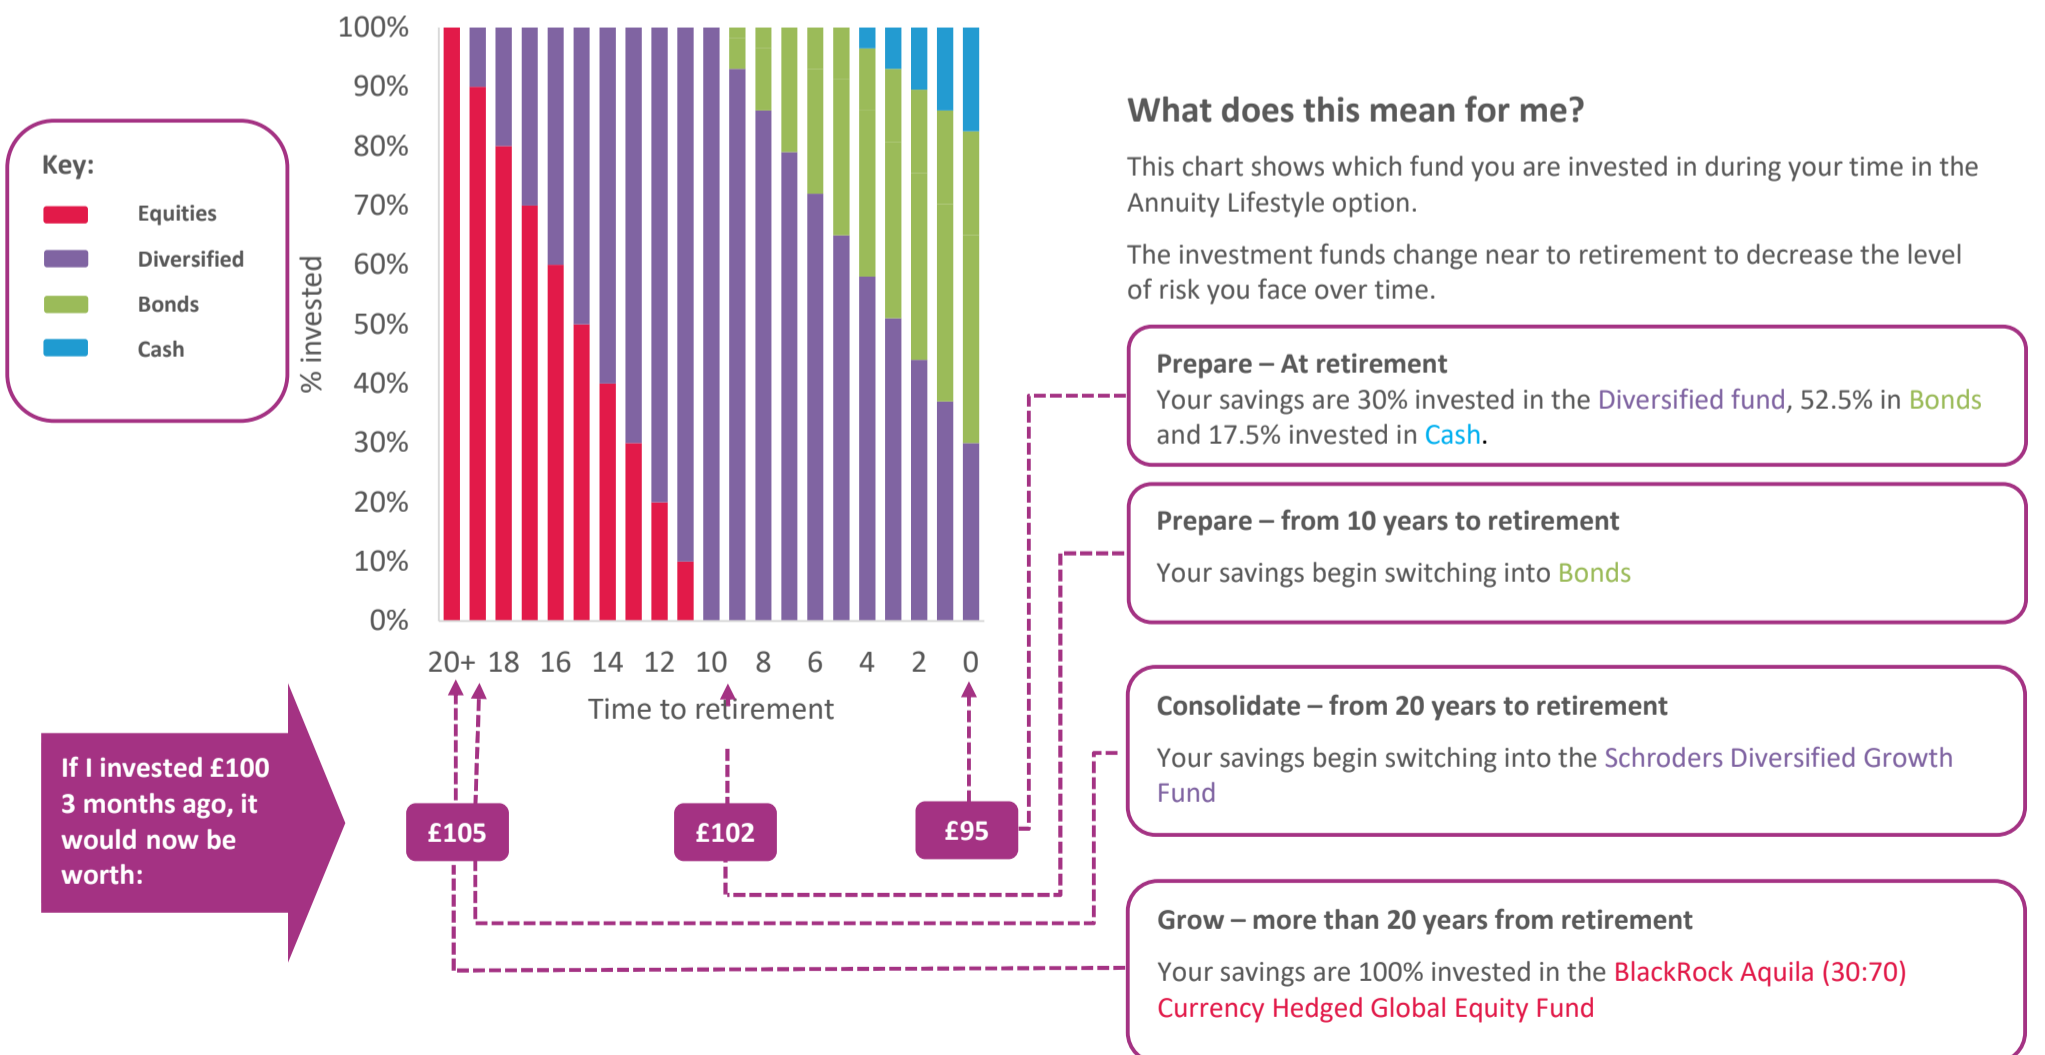 100%
90%
80%
70%
60%
50%
40%
30%
20%
10%
0%
% invested
Key:
Equities
Diversified
Bonds
Cash
20+ 18 16 14 12 10 8 6 4 2 0
Time to retirement
If I invested £100
3 months ago, it
would now be
worth:
£105
£102
£95
What does this mean for me?
This chart shows which fund you are invested in during your time in the
Annuity Lifestyle option.
The investment funds change near to retirement to decrease the level
of risk you face over time.
Prepare – At retirement
Your savings are 30% invested in the Diversified fund, 52.5% in Bonds
and 17.5% invested in Cash.
Prepare – from 10 years to retirement
Your savings begin switching into Bonds
Consolidate – from 20 years to retirement
Your savings begin switching into the Schroders Diversified Growth
Fund
Grow – more than 20 years from retirement
Your savings are 100% invested in the BlackRock Aquila (30:70)
Currency Hedged Global Equity Fund